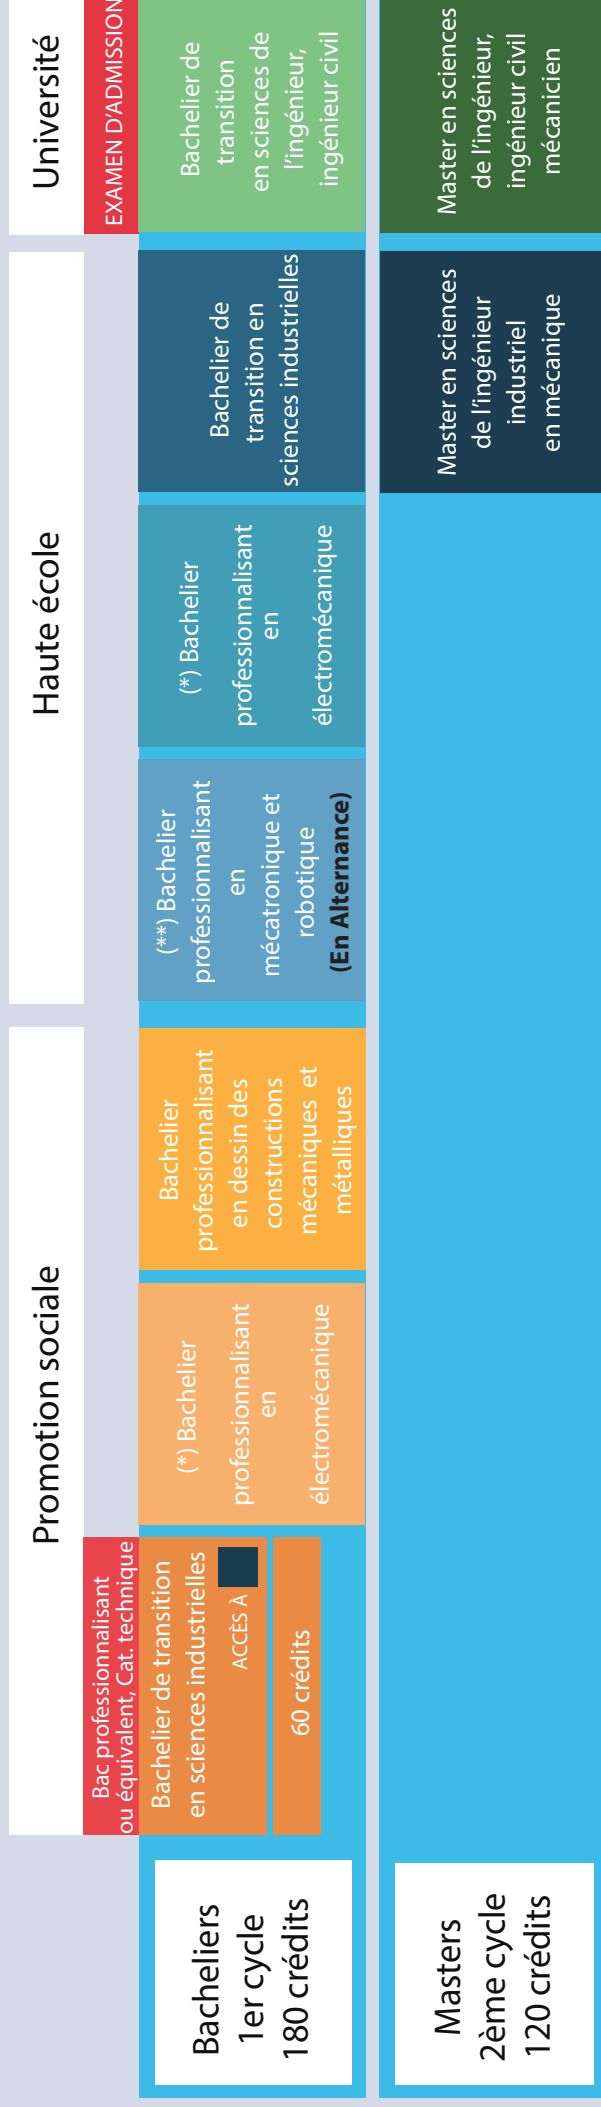 Promotion sociale
Haute école
Université
Bac professionnalisant
ou équivalent, Cat. technique
EXAMEN D'ADMISSION
Bacheliers
1er cycle
180 crédits
Bachelier de transition
en sciences industrielles
ACCÈS À
60 crédits
(*) Bachelier
professionnalisant
en
électromécanique
Bachelier
professionnalisant
en dessin des
constructions
mécaniques et
métalliques
(**) Bachelier
professionnalisant
en
mécatronique et
robotique
(En Alternance)
(*) Bachelier
professionnalisant
en
électromécanique
Bachelier de
transition en
sciences industrielles
Bachelier de
transition
en sciences de
l'ingénieur,
ingénieur civil
Masters
2ème cycle
120 crédits
Master en sciences
de l'ingénieur
industriel
en mécanique
Master en sciences
de l'ingénieur,
ingénieur civil
mécanicien